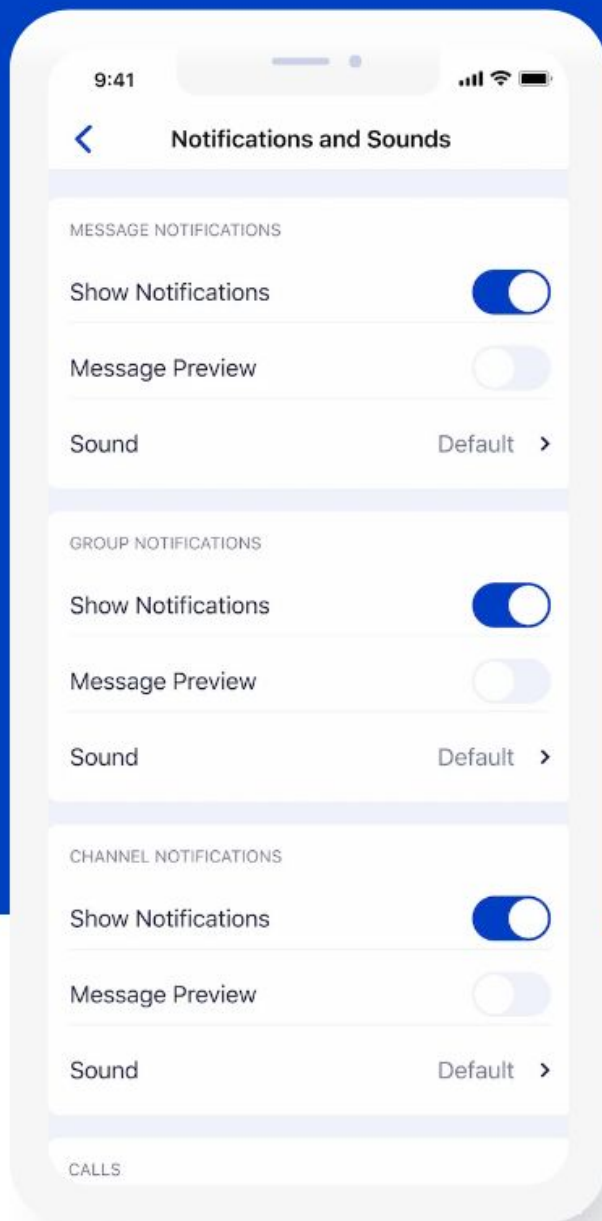 9:41
Notifications and Sounds
MESSAGE NOTIFICATIONS
Show Notifications
Message Preview
Sound Default >
GROUP NOTIFICATIONS
Show Notifications
Message Preview
Sound Default >
CHANNEL NOTIFICATIONS
Show Notifications
Message Preview
Sound Default >
CALLS